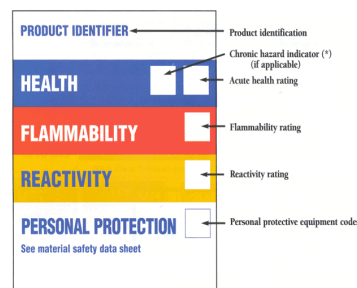 PRODUCT IDENTIFIER
Product identification
Chronic hazard indicator (*)
(if applicable)
HEALTH
Acute health rating
FLAMMABILITY
Flammability rating
REACTIVITY
Reactivity rating
PERSONAL PROTECTION
Personal protective equipment code
See material safety data sheet